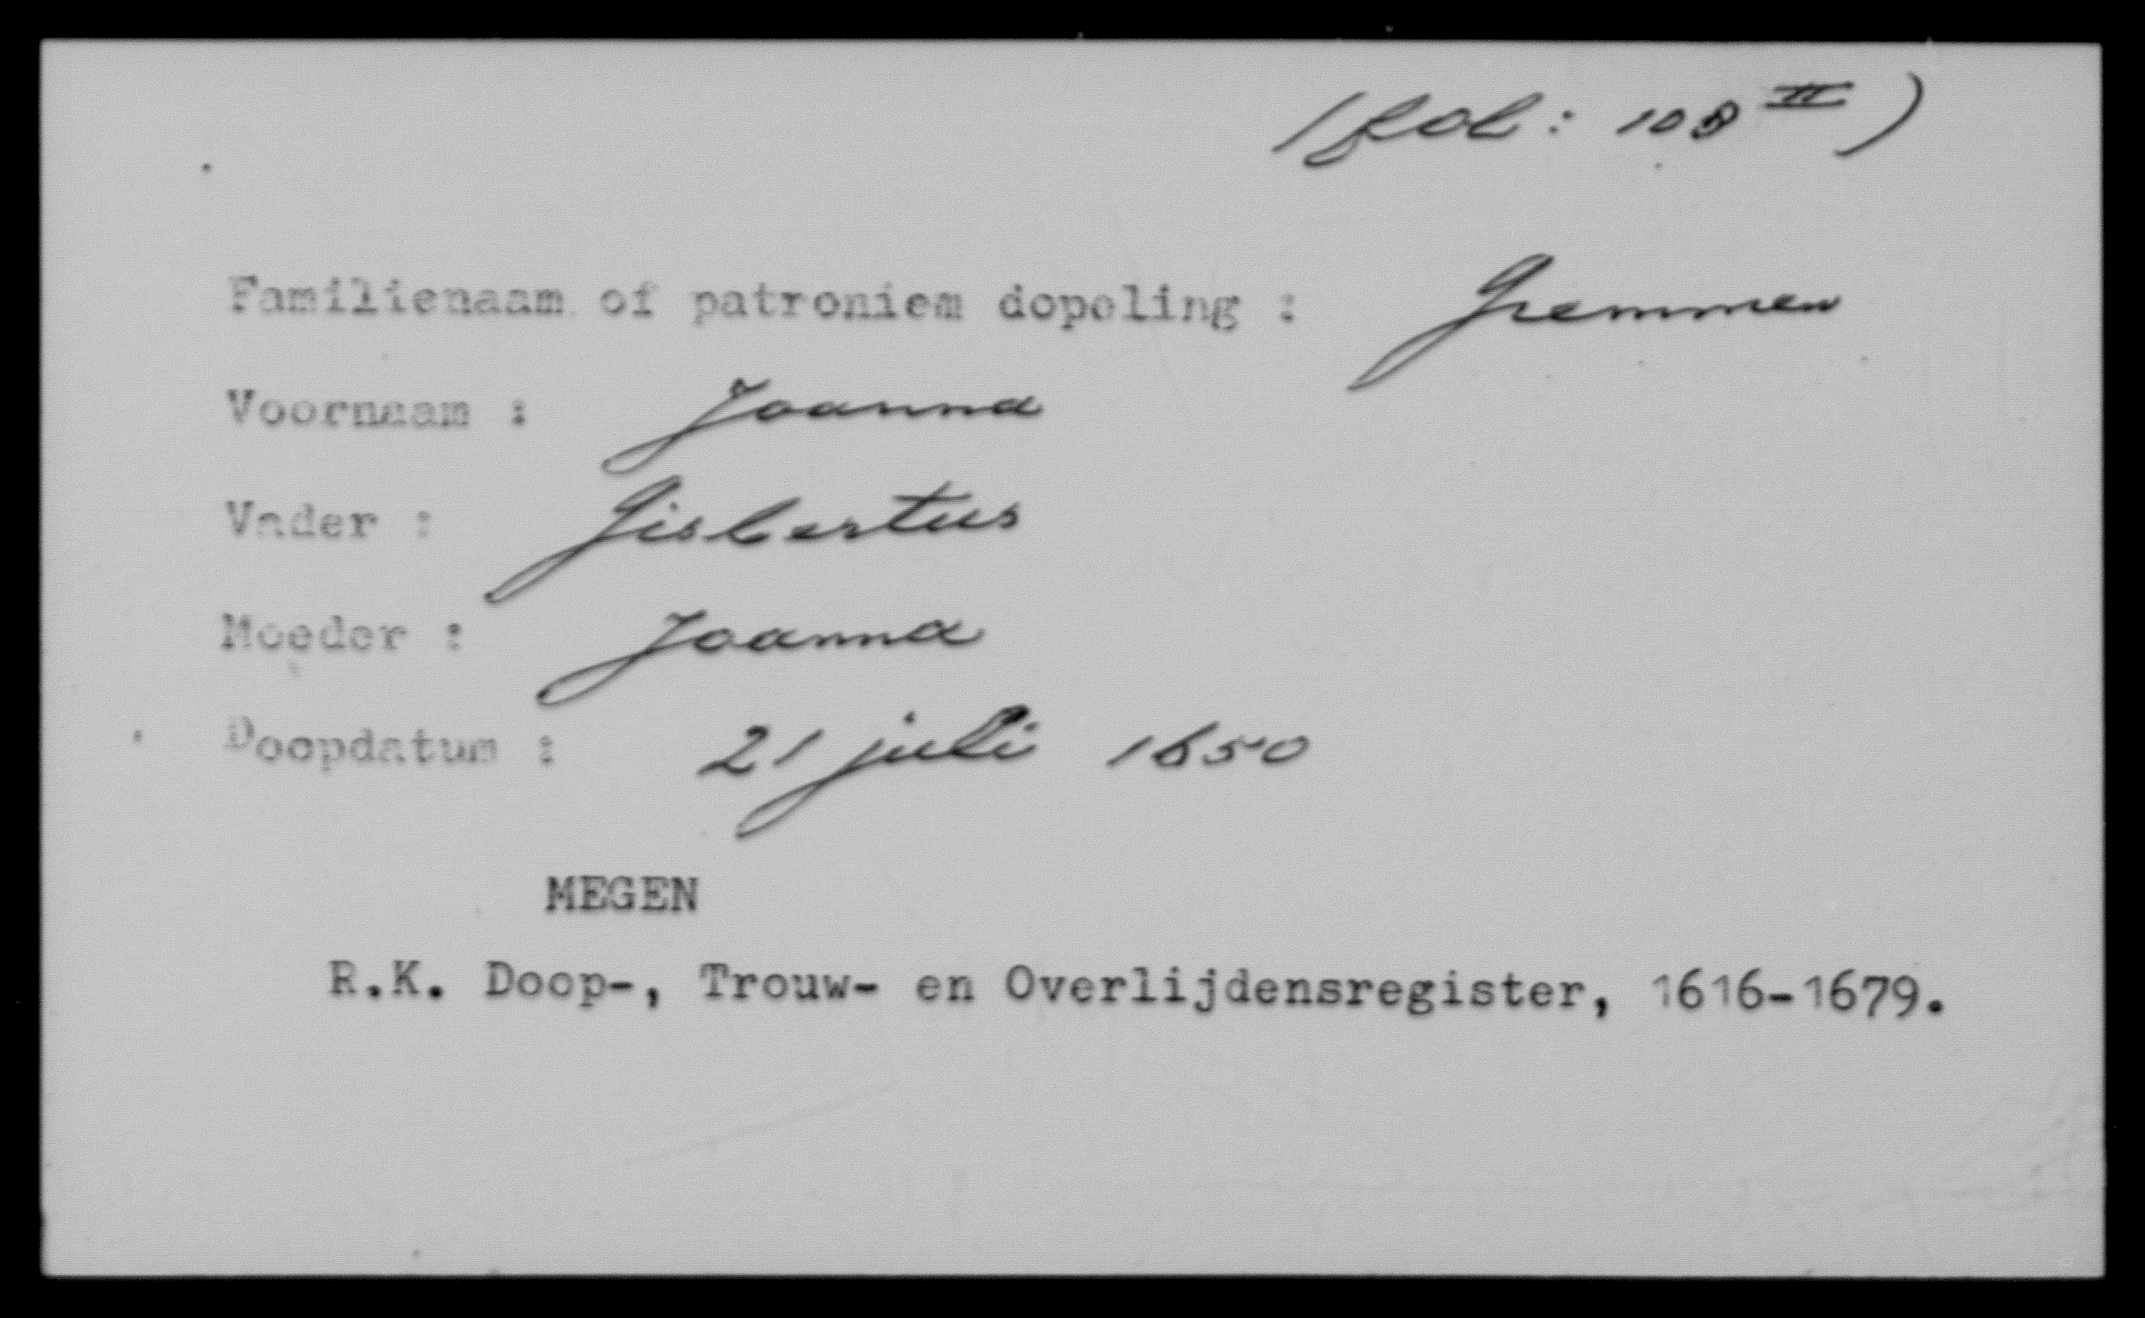 (fol: 108 II)
Familienaam of patroniem dopeling : Gremmen
Voornaam : Joanna
Vader : Gisbertus
Moeder : Joanna
Doopdatum : 21 juli 1650
MEGEN
R.K. Doop-, Trouw- en Overlijdensregister, 1616-1679.